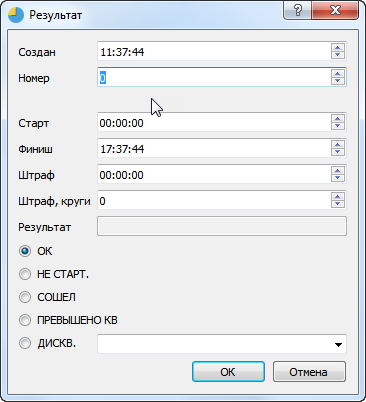 Результат
Создан 11:37:44
Номер 0
Старт 00:00:00
Финиш 17:37:44
Штраф 00:00:00
Штраф, круги 0
Результат
ОК
НЕ СТАРТ.
СОШЕЛ
ПРЕВЫШЕНО КВ
ДИСКВ.
ОК Отмена